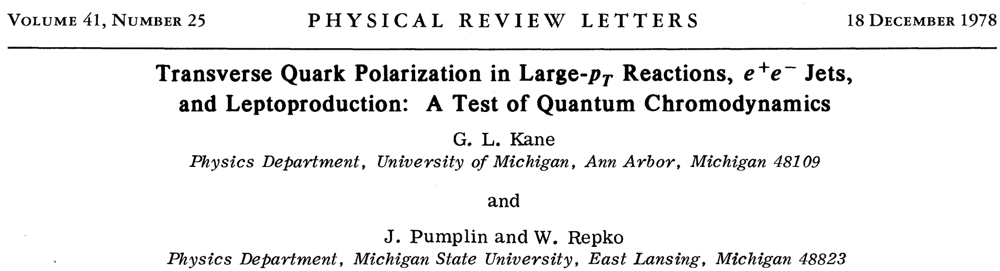 VOLUME 41, NUMBER 25 PHYSICAL REVIEW LETTERS 18 DECEMBER 1978
Transverse Quark Polarization in Large-p_T Reactions, e⁺e⁻ Jets,
and Leptoproduction: A Test of Quantum Chromodynamics
G. L. Kane
Physics Department, University of Michigan, Ann Arbor, Michigan 48109
and
J. Pumplin and W. Repko
Physics Department, Michigan State University, East Lansing, Michigan 48823